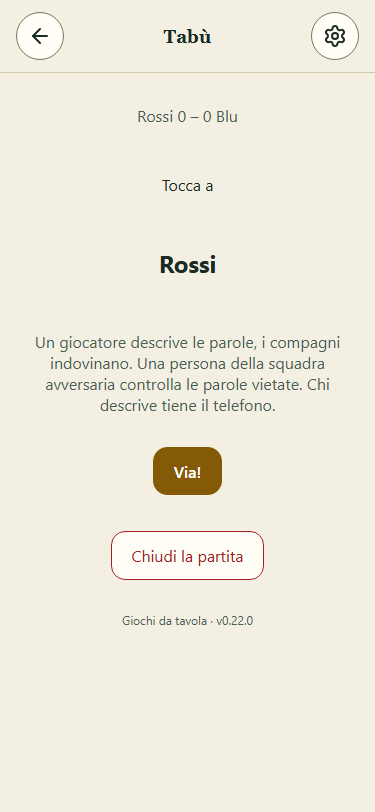 Tabù
Rossi 0 – 0 Blu
Tocca a
Rossi
Un giocatore descrive le parole, i compagni
indovinano. Una persona della squadra
avversaria controlla le parole vietate. Chi
descrive tiene il telefono.
Via!
Chiudi la partita
Giochi da tavola · v0.22.0